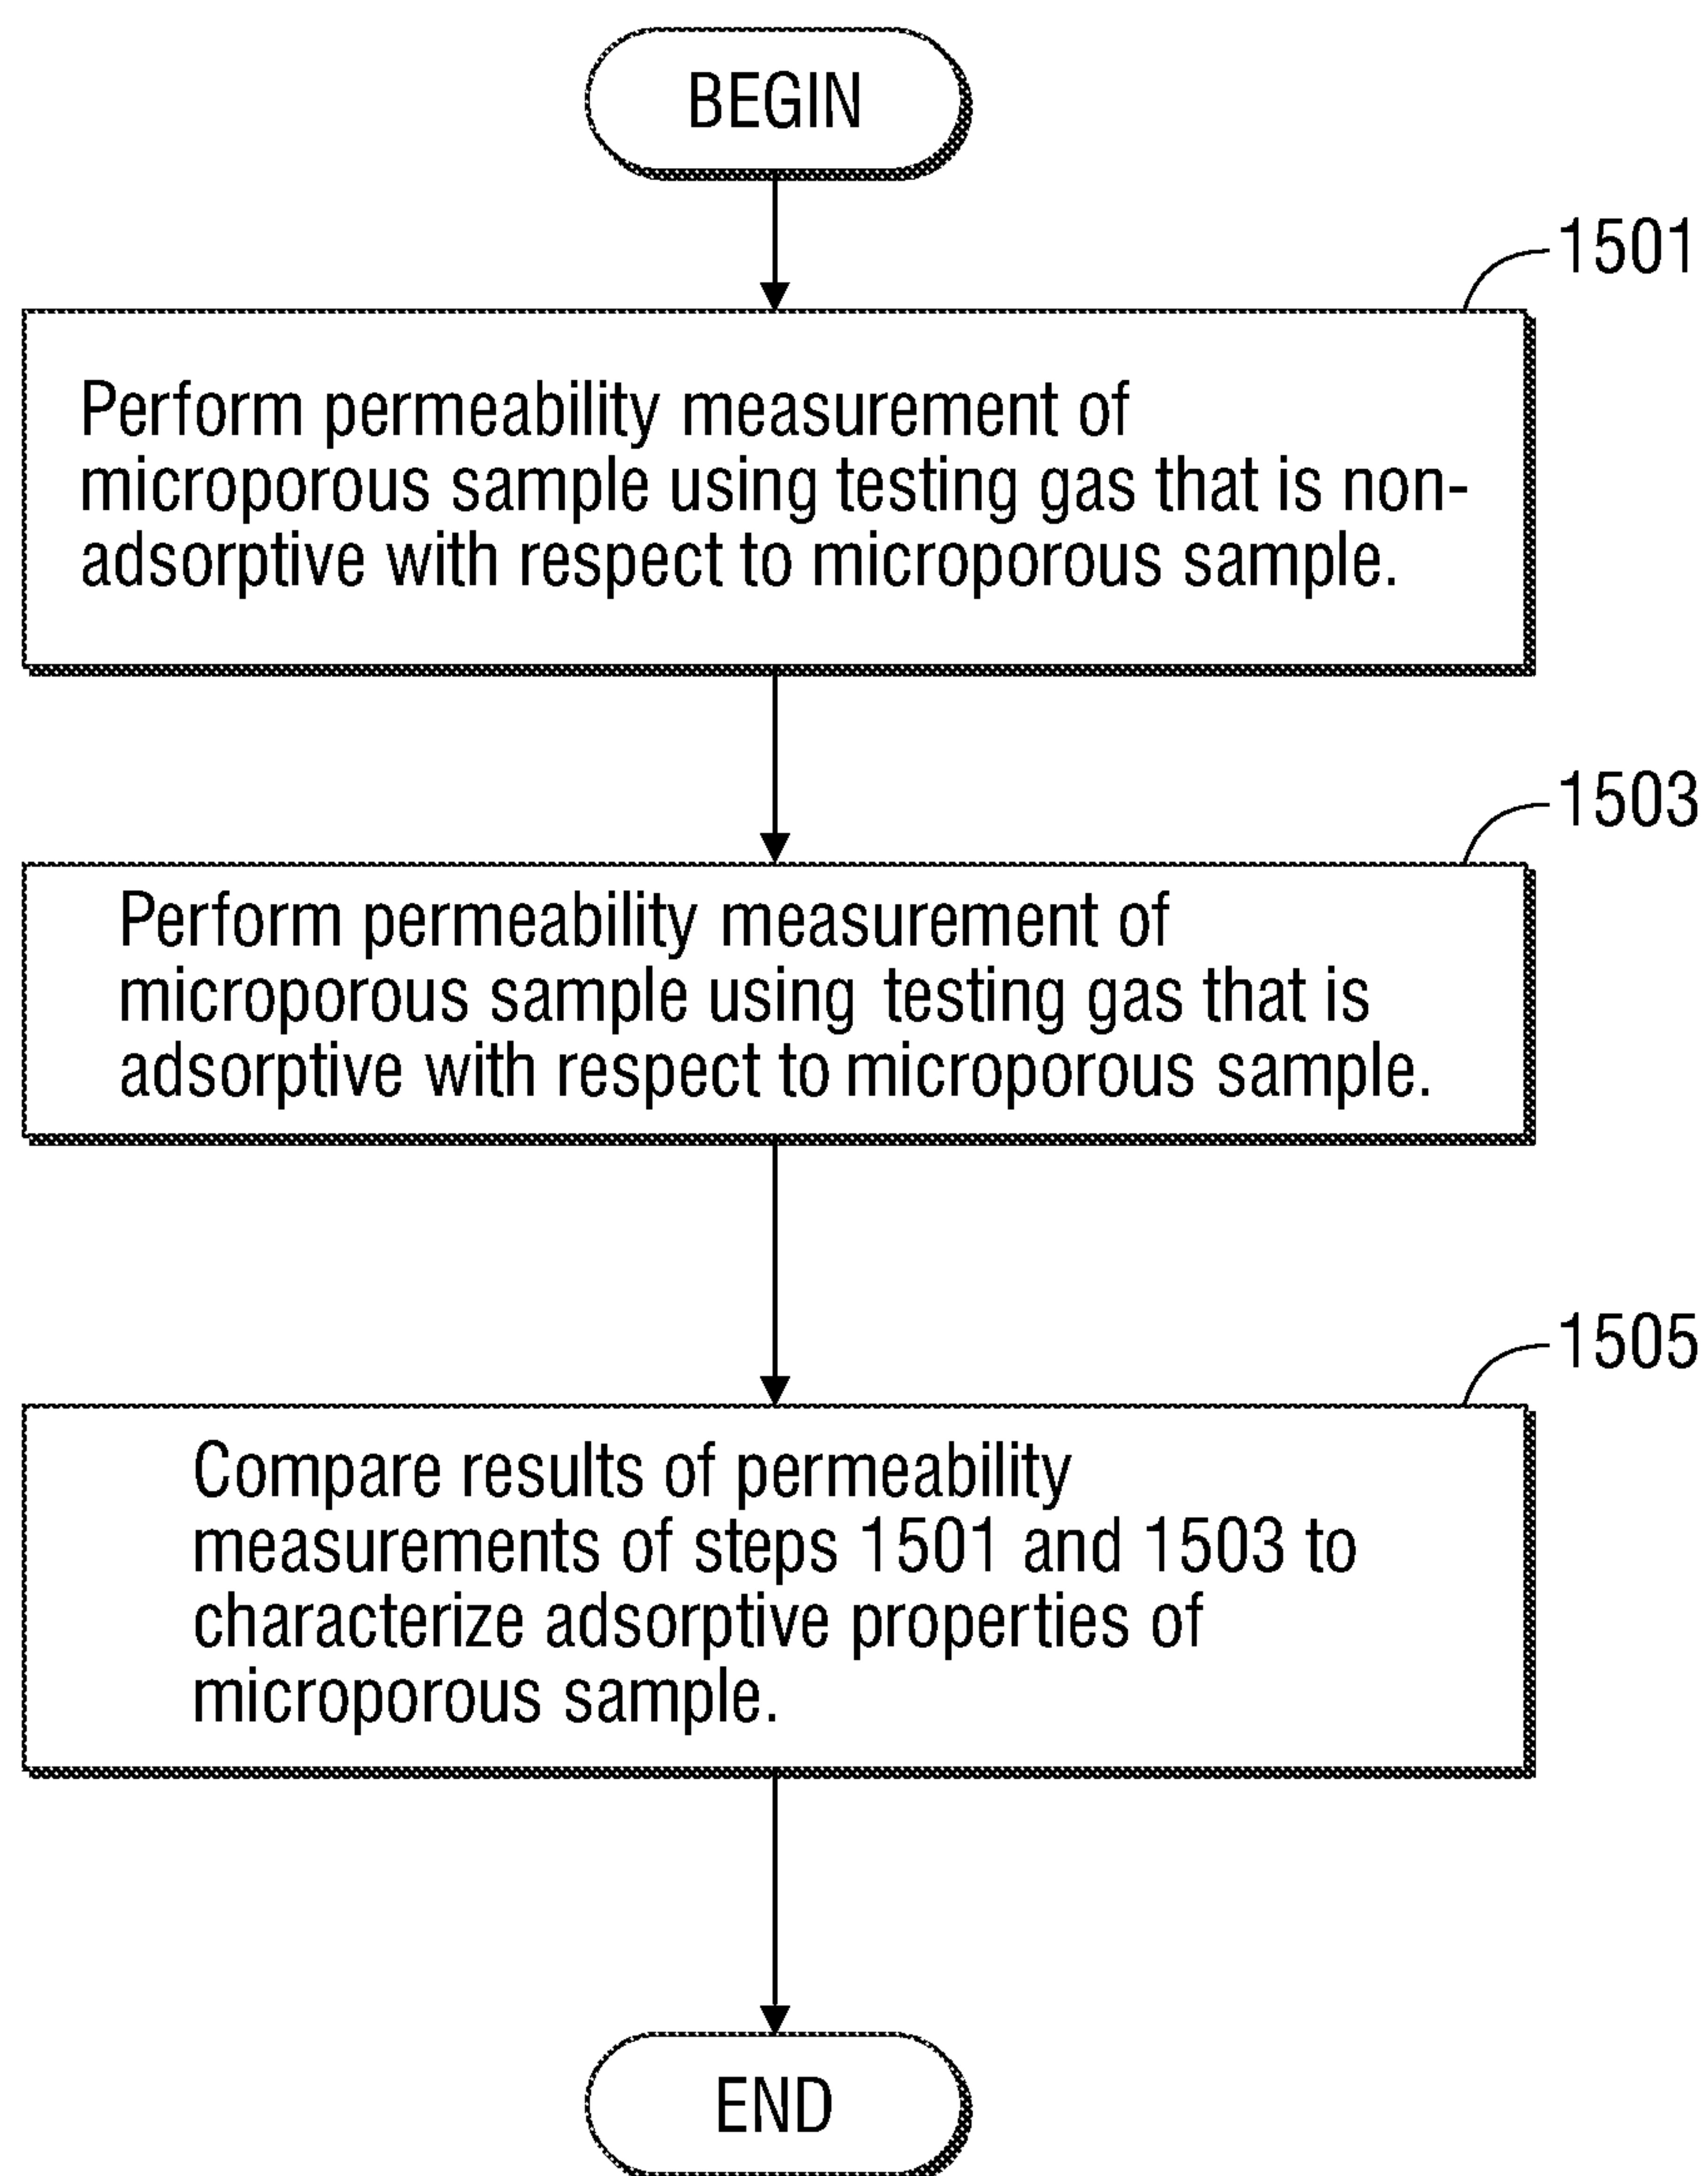 BEGIN
1501
Perform permeability measurement of
microporous sample using testing gas that is non-
adsorptive with respect to microporous sample.
1503
Perform permeability measurement of
microporous sample using testing gas that is
adsorptive with respect to microporous sample.
1505
Compare results of permeability
measurements of steps 1501 and 1503 to
characterize adsorptive properties of
microporous sample.
END